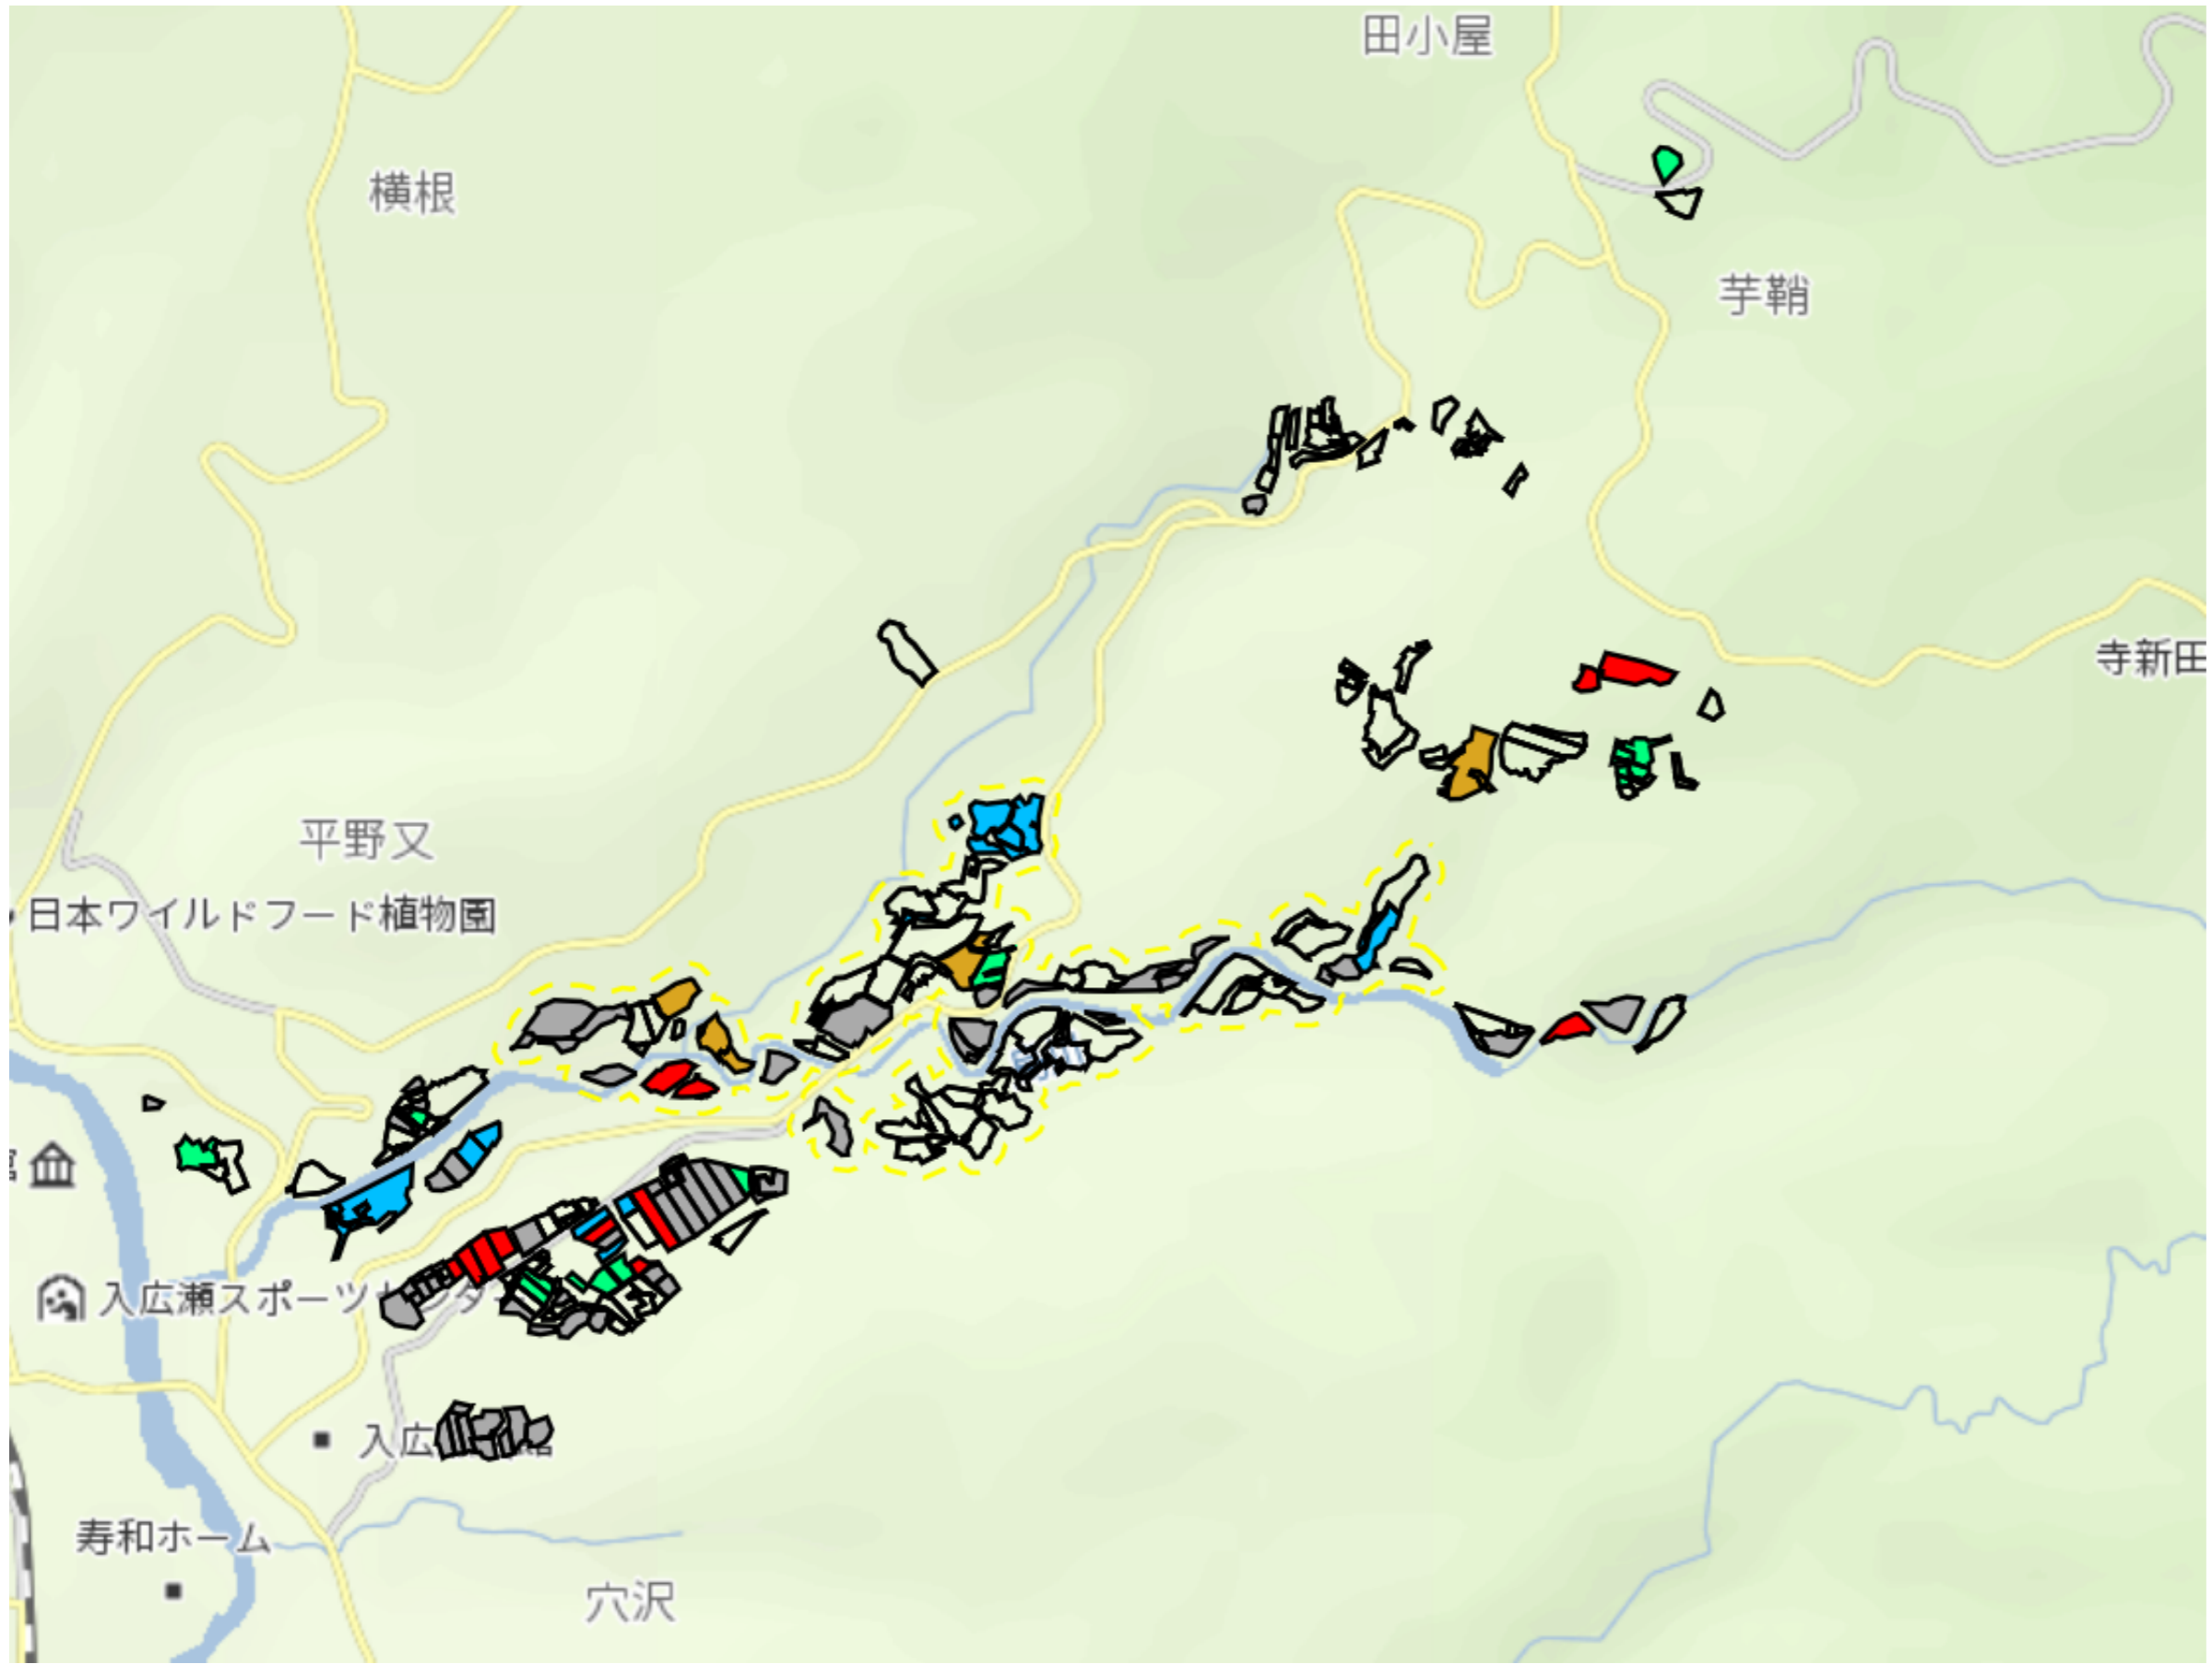 田小屋
横根
芋鞘
寺新田
平野又
日本ワイルドフード植物園
入広瀬スポーツ
入広
寿和ホーム
穴沢